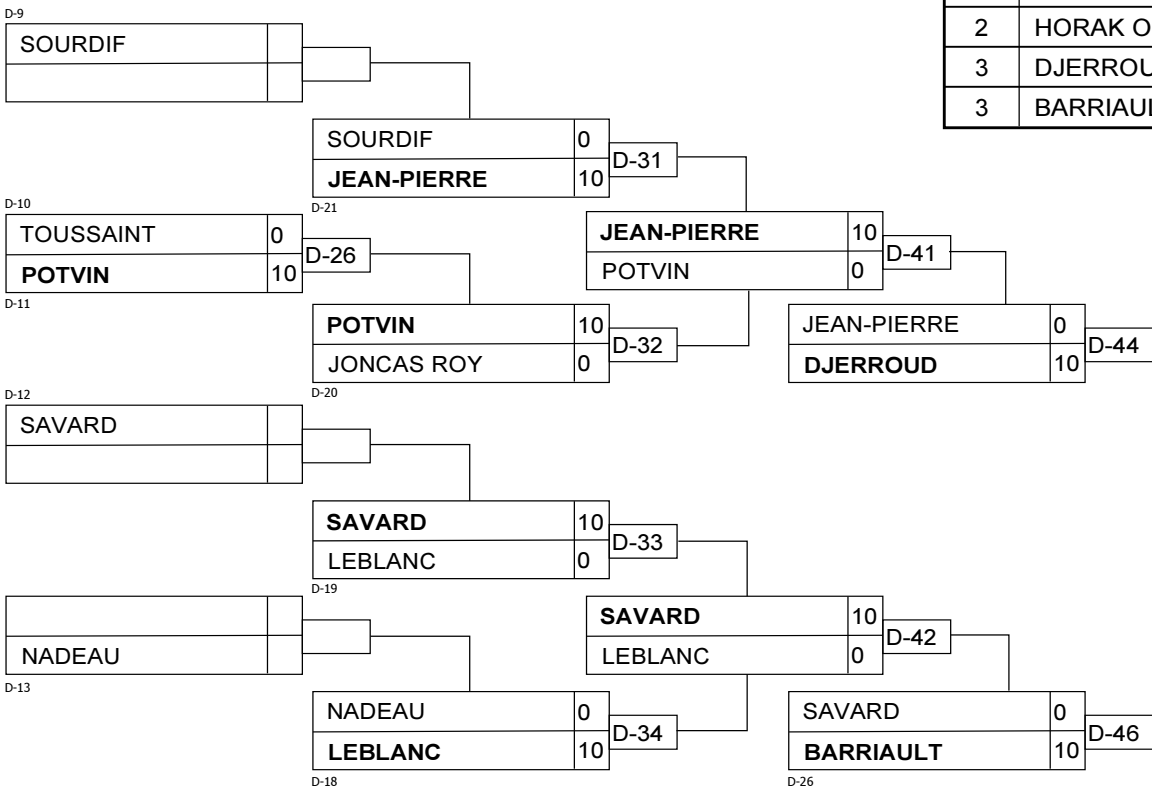 D-9
SOURDIF
2 HORAK O
3 DJERROU
3 BARRIAUL
SOURDIF 0
JEAN-PIERRE 10
D-31
D-21
D-10
TOUSSAINT 0
POTVIN 10
D-26
D-11
JEAN-PIERRE 10
POTVIN 0
D-41
POTVIN 10
JONCAS ROY 0
D-32
D-20
JEAN-PIERRE 0
DJERROUD 10
D-44
D-12
SAVARD
SAVARD 10
LEBLANC 0
D-33
D-19
NADEAU
D-13
SAVARD 10
LEBLANC 0
D-42
NADEAU 0
LEBLANC 10
D-34
D-18
SAVARD 0
BARRIAULT 10
D-46
D-26